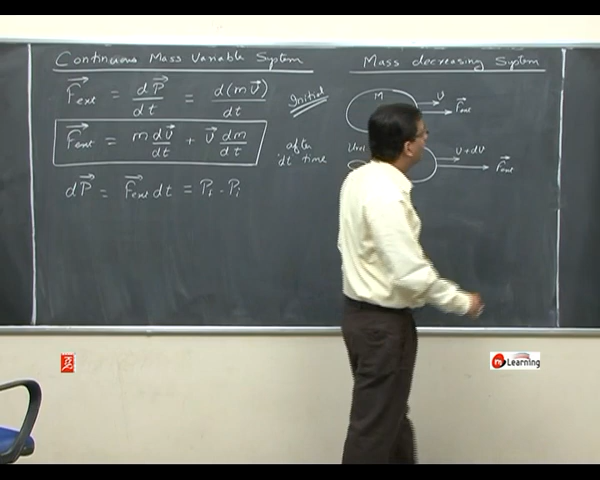 Continuous Mass Variable System
F⃗ext = dP⃗/dt = d(mv⃗)/dt
F⃗ext = m dv⃗/dt + v⃗ dm/dt
dP⃗ = F⃗ext dt = Pf - Pi
Mass decreasing System
Initial
M
v
F⃗ext
after
'dt' time
Urel
v + dv
F⃗ext
Learning